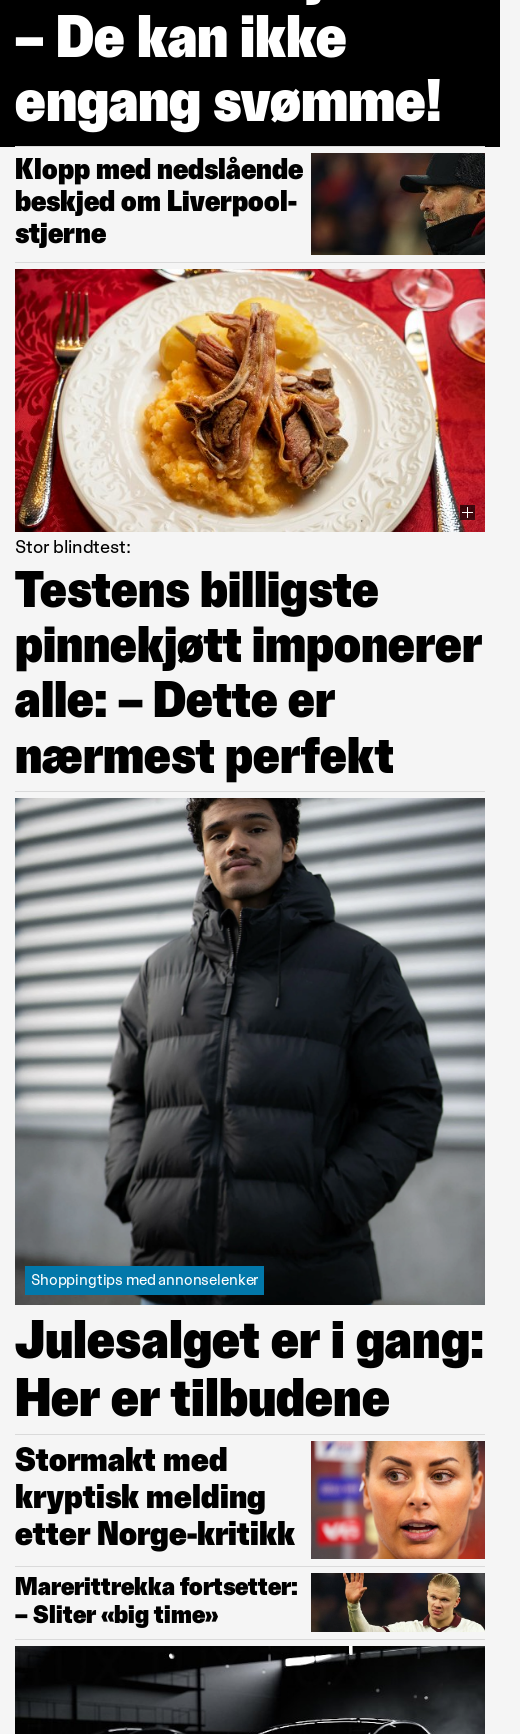 – De kan ikke
engang svømme!
Klopp med nedslående
beskjed om Liverpool-
stjerne
Stor blindtest:
Testens billigste
pinnekjøtt imponerer
alle: – Dette er
nærmest perfekt
Shoppingtips med annonselenker
Julesalget er i gang:
Her er tilbudene
Stormakt med
kryptisk melding
etter Norge-kritikk
Marerittrekka fortsetter:
– Sliter «big time»